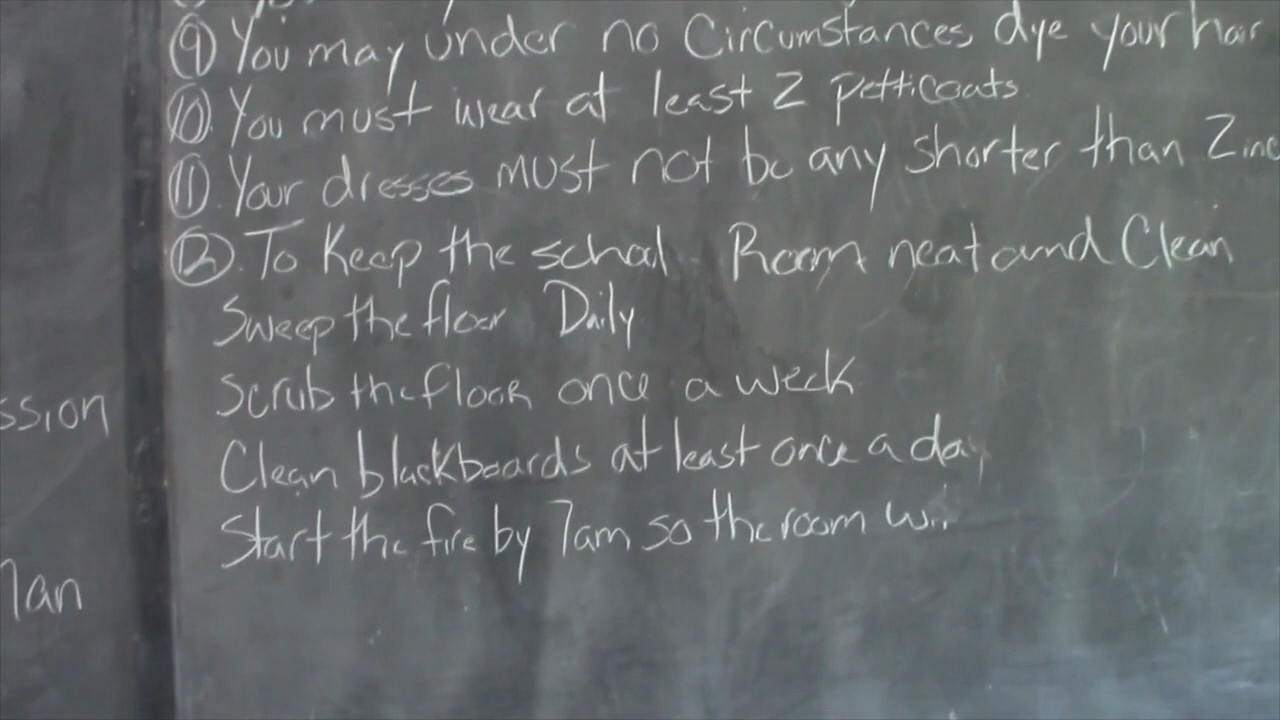 ⑨ You may under no Circumstances dye your hair
⑩. You must wear at least 2 petticoats.
⑪. Your dresses must not be any shorter than 2 inc
⑫. To Keep the school Room neat and Clean
Sweep the floor Daily
Scrub the floor once a week
Clean blackboards at least once a day
Start the fire by 7am so the room wi
ssion